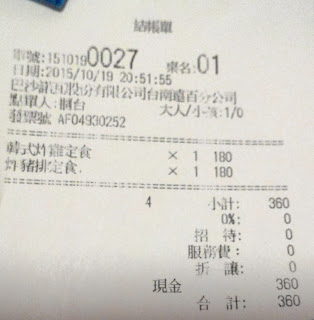 結帳單
單號:1510190027 桌名:01
日期:2015/10/19 20:51:55
巴沙諾瓦股份有限公司台南遠百分公司
點單人:櫃台 大人/小孩:1/0
發票號 AF04930252
韓式炸雞定食 × 1 180
炸豬排定食. × 1 180
4 小計: 360
0%: 0
招 待: 0
服務費: 0
折 讓: 0
現金 360
合 計: 360